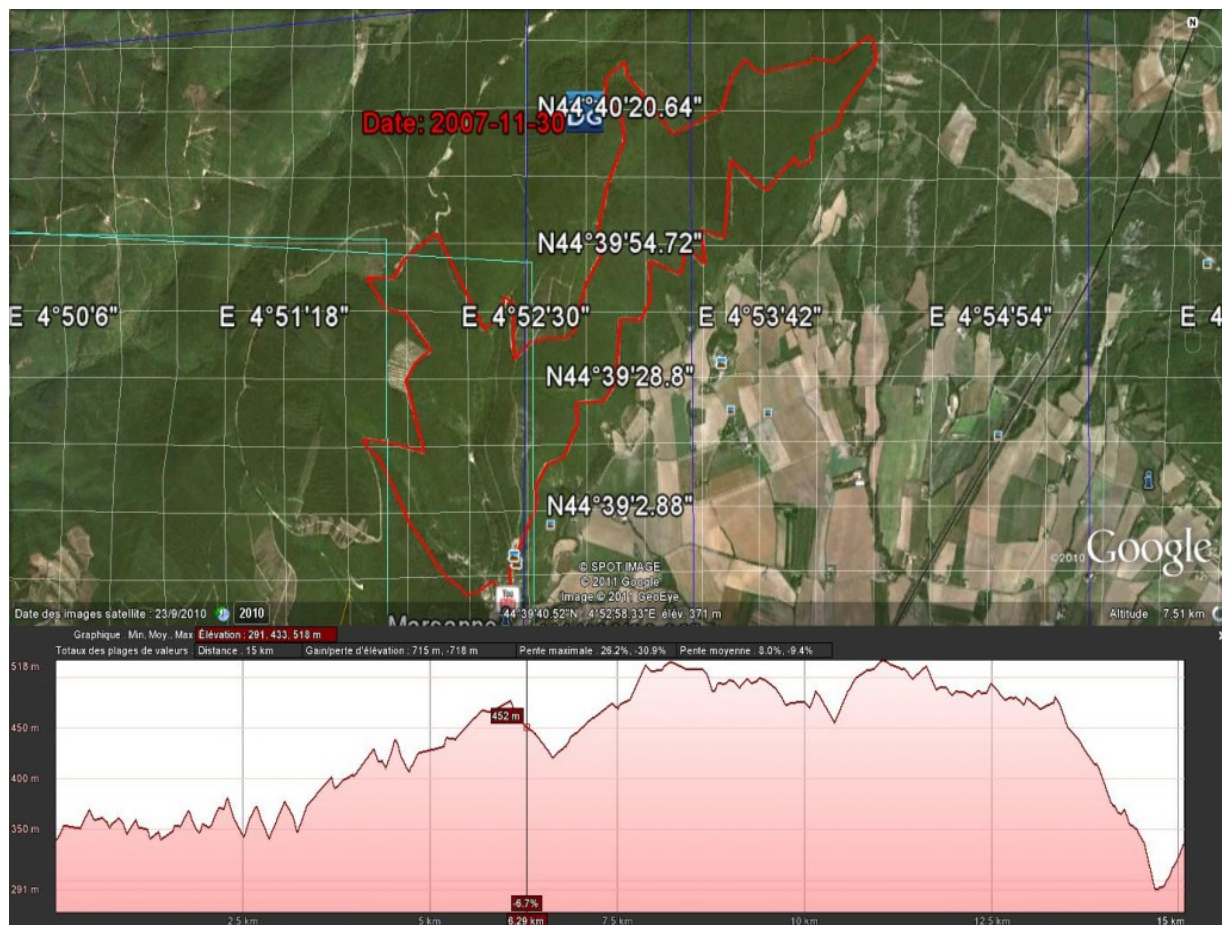 N
N44°40'20.64"
DG
Date: 2007-11-30
N44°39'54.72"
E 4°50'6" E 4°51'18" E 4°52'30" E 4°53'42" E 4°54'54" E 4
N44°39'28.8"
N44°39'2.88"
©2010 Google
© SPOT IMAGE
© 2011 Google
Image © 2011 GeoEye
You
Date des images satellite : 23/9/2010 2010 44°39'40.52"N 4°52'58.33"E élév. 371 m Altitude 7.51 km
Marsanne
Graphique : Min, Moy., Max Élévation : 291, 433, 518 m
Totaux des plages de valeurs : Distance : 15 km Gain/perte d'élévation : 715 m, -718 m Pente maximale : 26.2%, -30.9% Pente moyenne : 8.0%, -9.4%
518 m
452 m
450 m
400 m
350 m
291 m
-6.7%
2.5 km 5 km 6.29 km 7.5 km 10 km 12.5 km 15 km